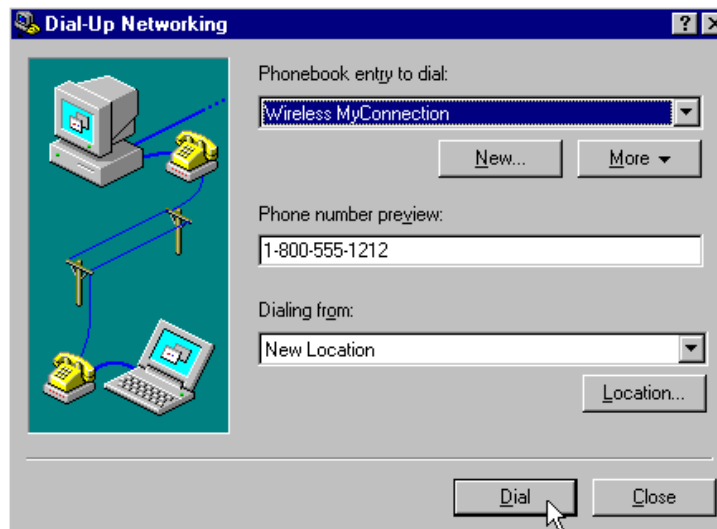 Dial-Up Networking
Phonebook entry to dial:
Wireless MyConnection
New... More
Phone number preview:
1-800-555-1212
Dialing from:
New Location
Location...
Dial Close